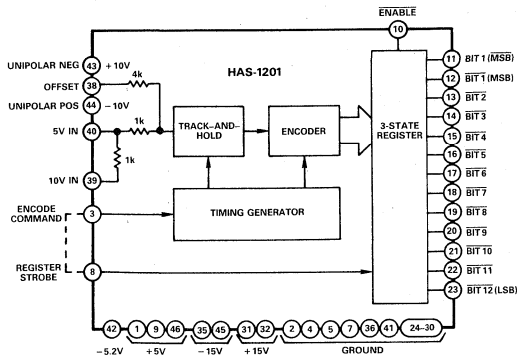 ENABLE
10
HAS-1201
43 UNIPOLAR NEG +10V
38 OFFSET 4k
44 UNIPOLAR POS −10V
40 5V IN 1k
1k
39 10V IN
TRACK-AND-HOLD
ENCODER
3-STATE REGISTER
TIMING GENERATOR
ENCODE COMMAND 3
REGISTER STROBE 8
11 BIT 1 (MSB)
12 BIT 1 (MSB)
13 BIT 2
14 BIT 3
15 BIT 4
16 BIT 5
17 BIT 6
18 BIT 7
19 BIT 8
20 BIT 9
21 BIT 10
22 BIT 11
23 BIT 12 (LSB)
42 1 9 46 35 45 31 32 2 4 5 7 36 41 24-30
−5.2V +5V −15V +15V GROUND